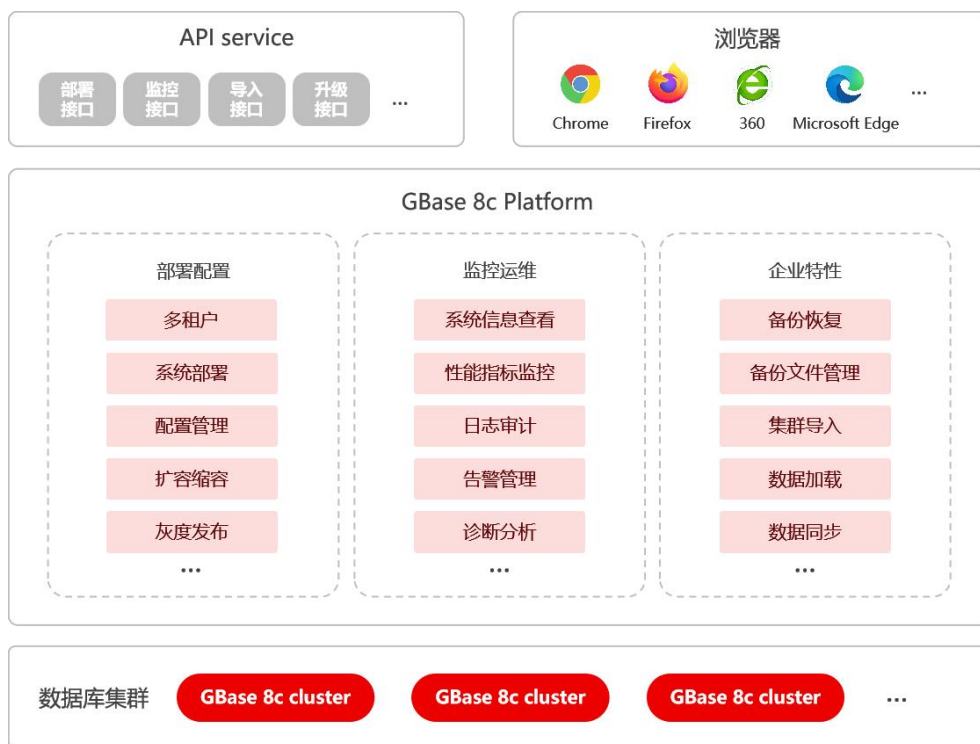 API service
部署
接口
监控
接口
导入
接口
升级
接口
...
浏览器
Chrome
Firefox
360
Microsoft Edge
...
GBase 8c Platform
部署配置
多租户
系统部署
配置管理
扩容缩容
灰度发布
...
监控运维
系统信息查看
性能指标监控
日志审计
告警管理
诊断分析
...
企业特性
备份恢复
备份文件管理
集群导入
数据加载
数据同步
...
数据库集群
GBase 8c cluster
GBase 8c cluster
GBase 8c cluster
...